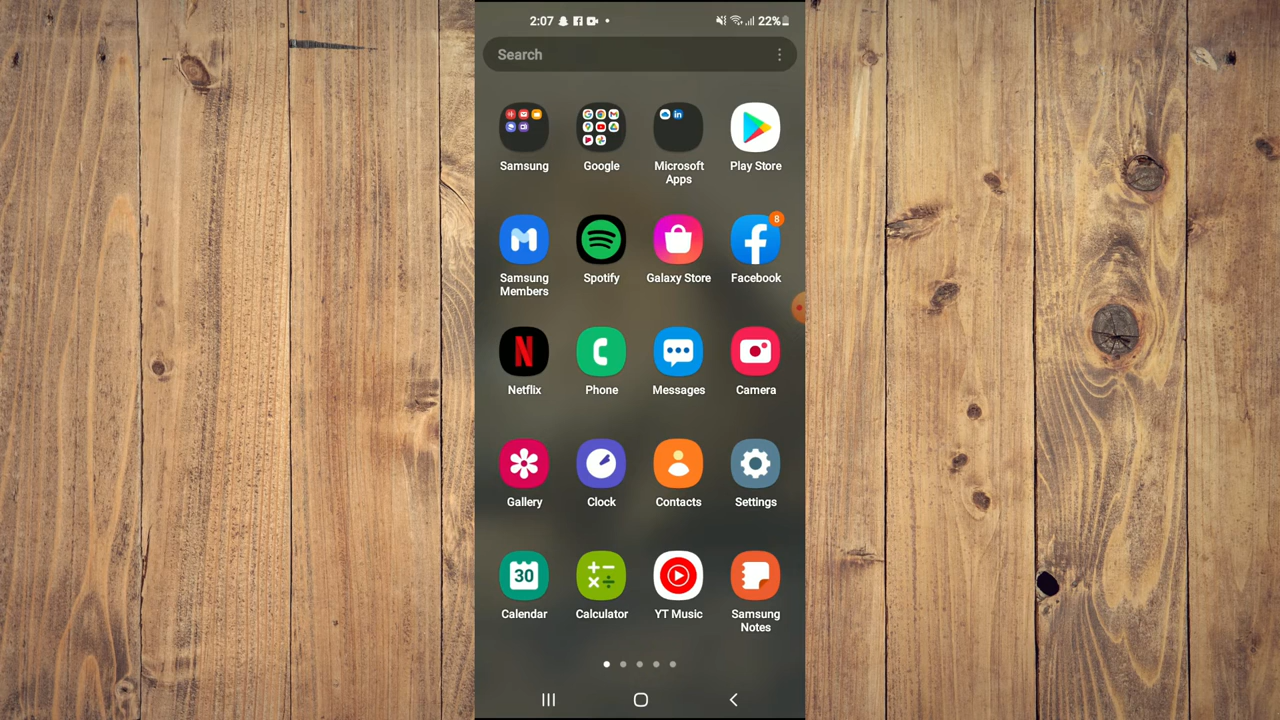 2:07
22%
Search
Samsung
Google
Microsoft
Apps
Play Store
8
Samsung
Members
Spotify
Galaxy Store
Facebook
Netflix
Phone
Messages
Camera
Gallery
Clock
Contacts
Settings
30
Calendar
Calculator
YT Music
Samsung
Notes